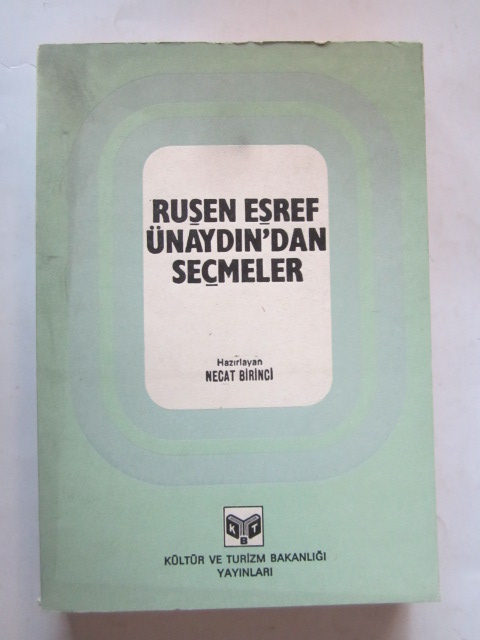 RUŞEN EŞREF
ÜNAYDIN'DAN
SEÇMELER
Hazırlayan
NECAT BİRİNCİ
K B T
KÜLTÜR VE TURİZM BAKANLIĞI
YAYINLARI